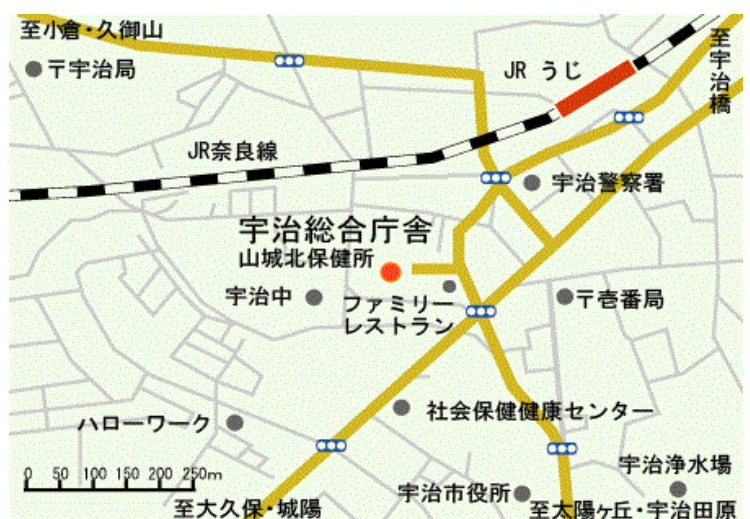 至小倉・久御山
〒宇治局
JR うじ
至宇治橋
JR奈良線
宇治警察署
宇治総合庁舎
山城北保健所
宇治中
ファミリー
レストラン
〒壱番局
社会保健健康センター
ハローワーク
0 50 100 150 200 250m
宇治市役所
宇治浄水場
至大久保・城陽
至太陽ヶ丘・宇治田原